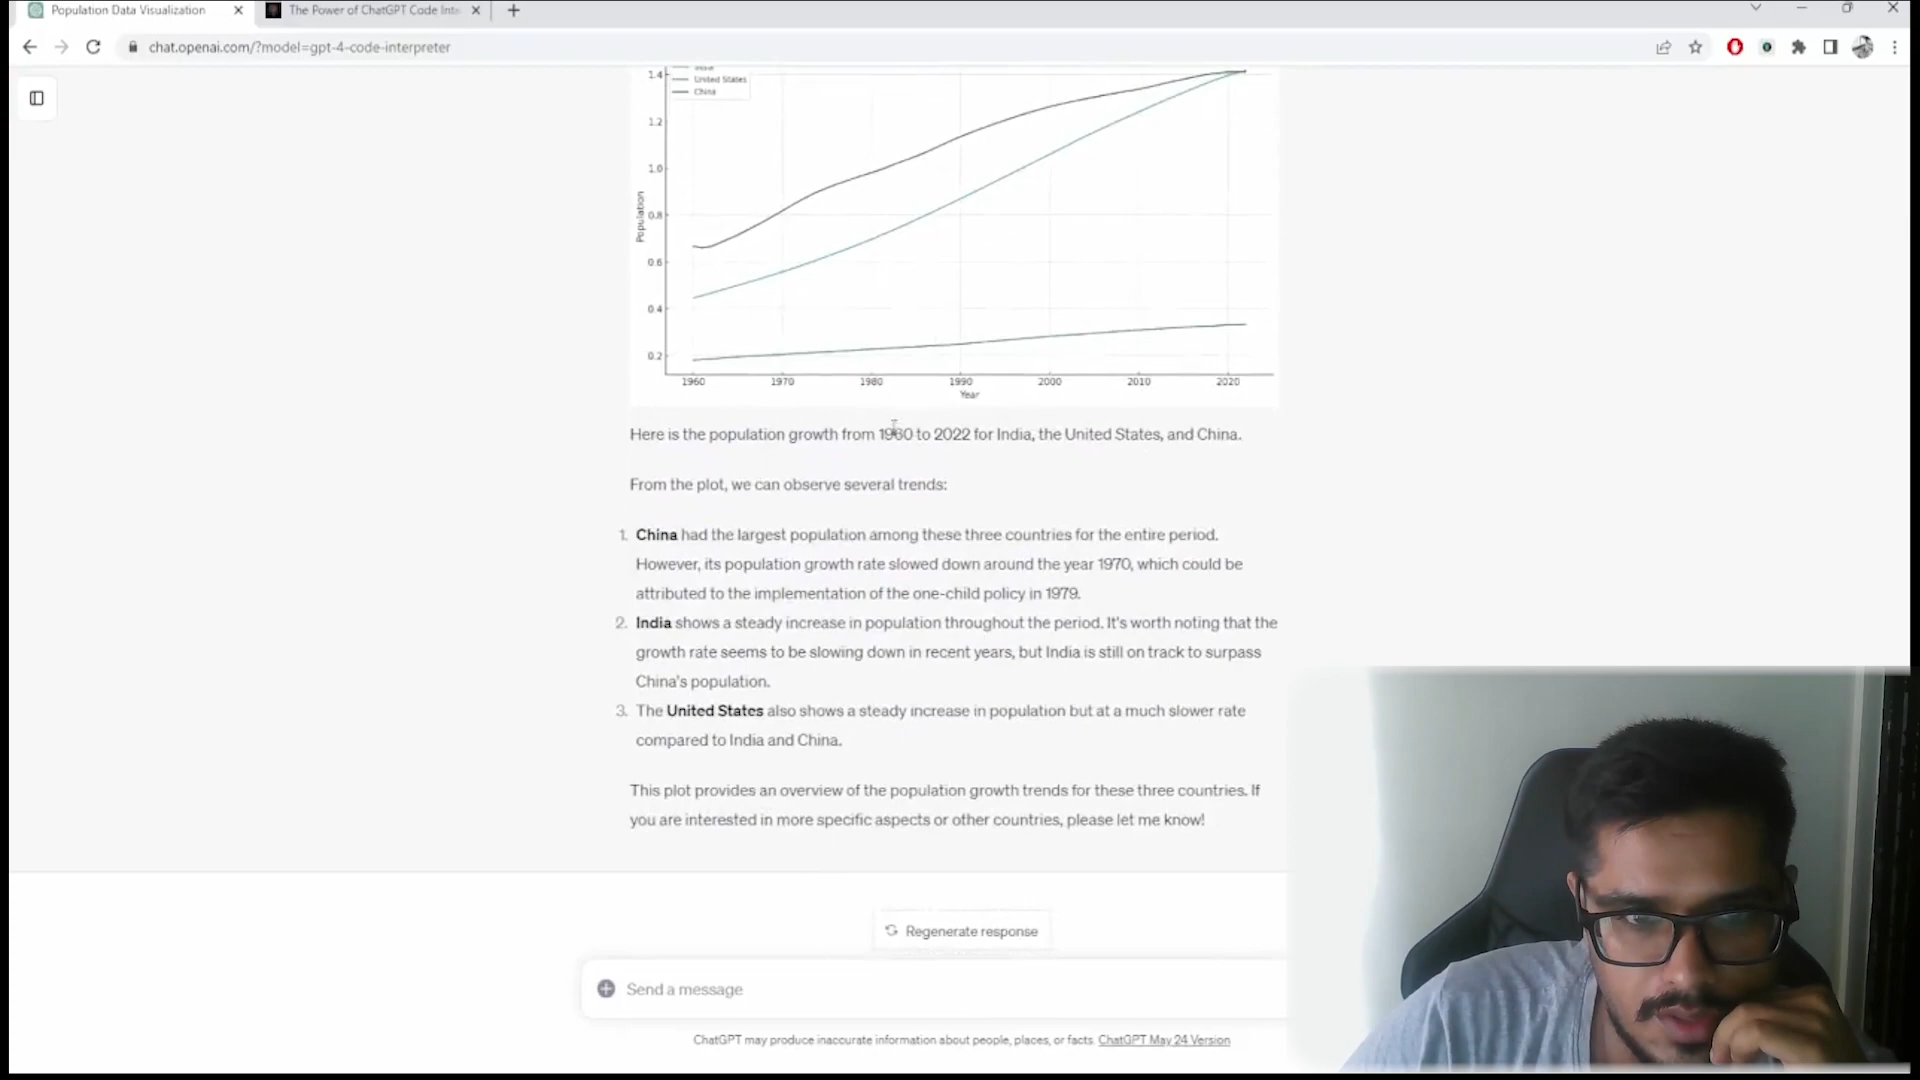 Population Data Visualization
The Power of ChatGPT Code Inte
chat.openai.com/?model=gpt-4-code-interpreter
India
United States
China
1.4
1.2
1.0
0.8
0.6
0.4
0.2
Population
1960 1970 1980 1990 2000 2010 2020
Year
Here is the population growth from 1960 to 2022 for India, the United States, and China.
From the plot, we can observe several trends:
1. China had the largest population among these three countries for the entire period.
However, its population growth rate slowed down around the year 1970, which could be
attributed to the implementation of the one-child policy in 1979.
2. India shows a steady increase in population throughout the period. It's worth noting that the
growth rate seems to be slowing down in recent years, but India is still on track to surpass
China's population.
3. The United States also shows a steady increase in population but at a much slower rate
compared to India and China.
This plot provides an overview of the population growth trends for these three countries. If
you are interested in more specific aspects or other countries, please let me know!
Regenerate response
Send a message
ChatGPT may produce inaccurate information about people, places, or facts. ChatGPT May 24 Version